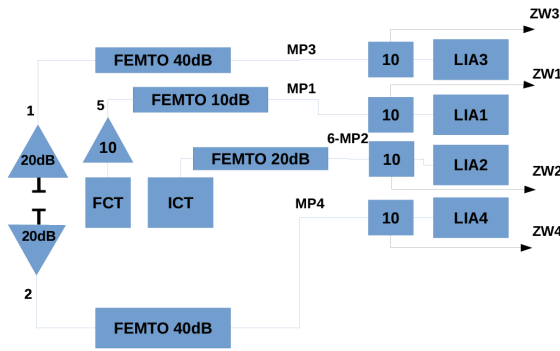 ZW3
MP3
FEMTO 40dB
10
LIA3
ZW1
1
5
FEMTO 10dB
MP1
10
LIA1
10
20dB
6-MP2
FEMTO 20dB
10
LIA2
ZW2
FCT
ICT
MP4
10
LIA4
20dB
ZW4
2
FEMTO 40dB